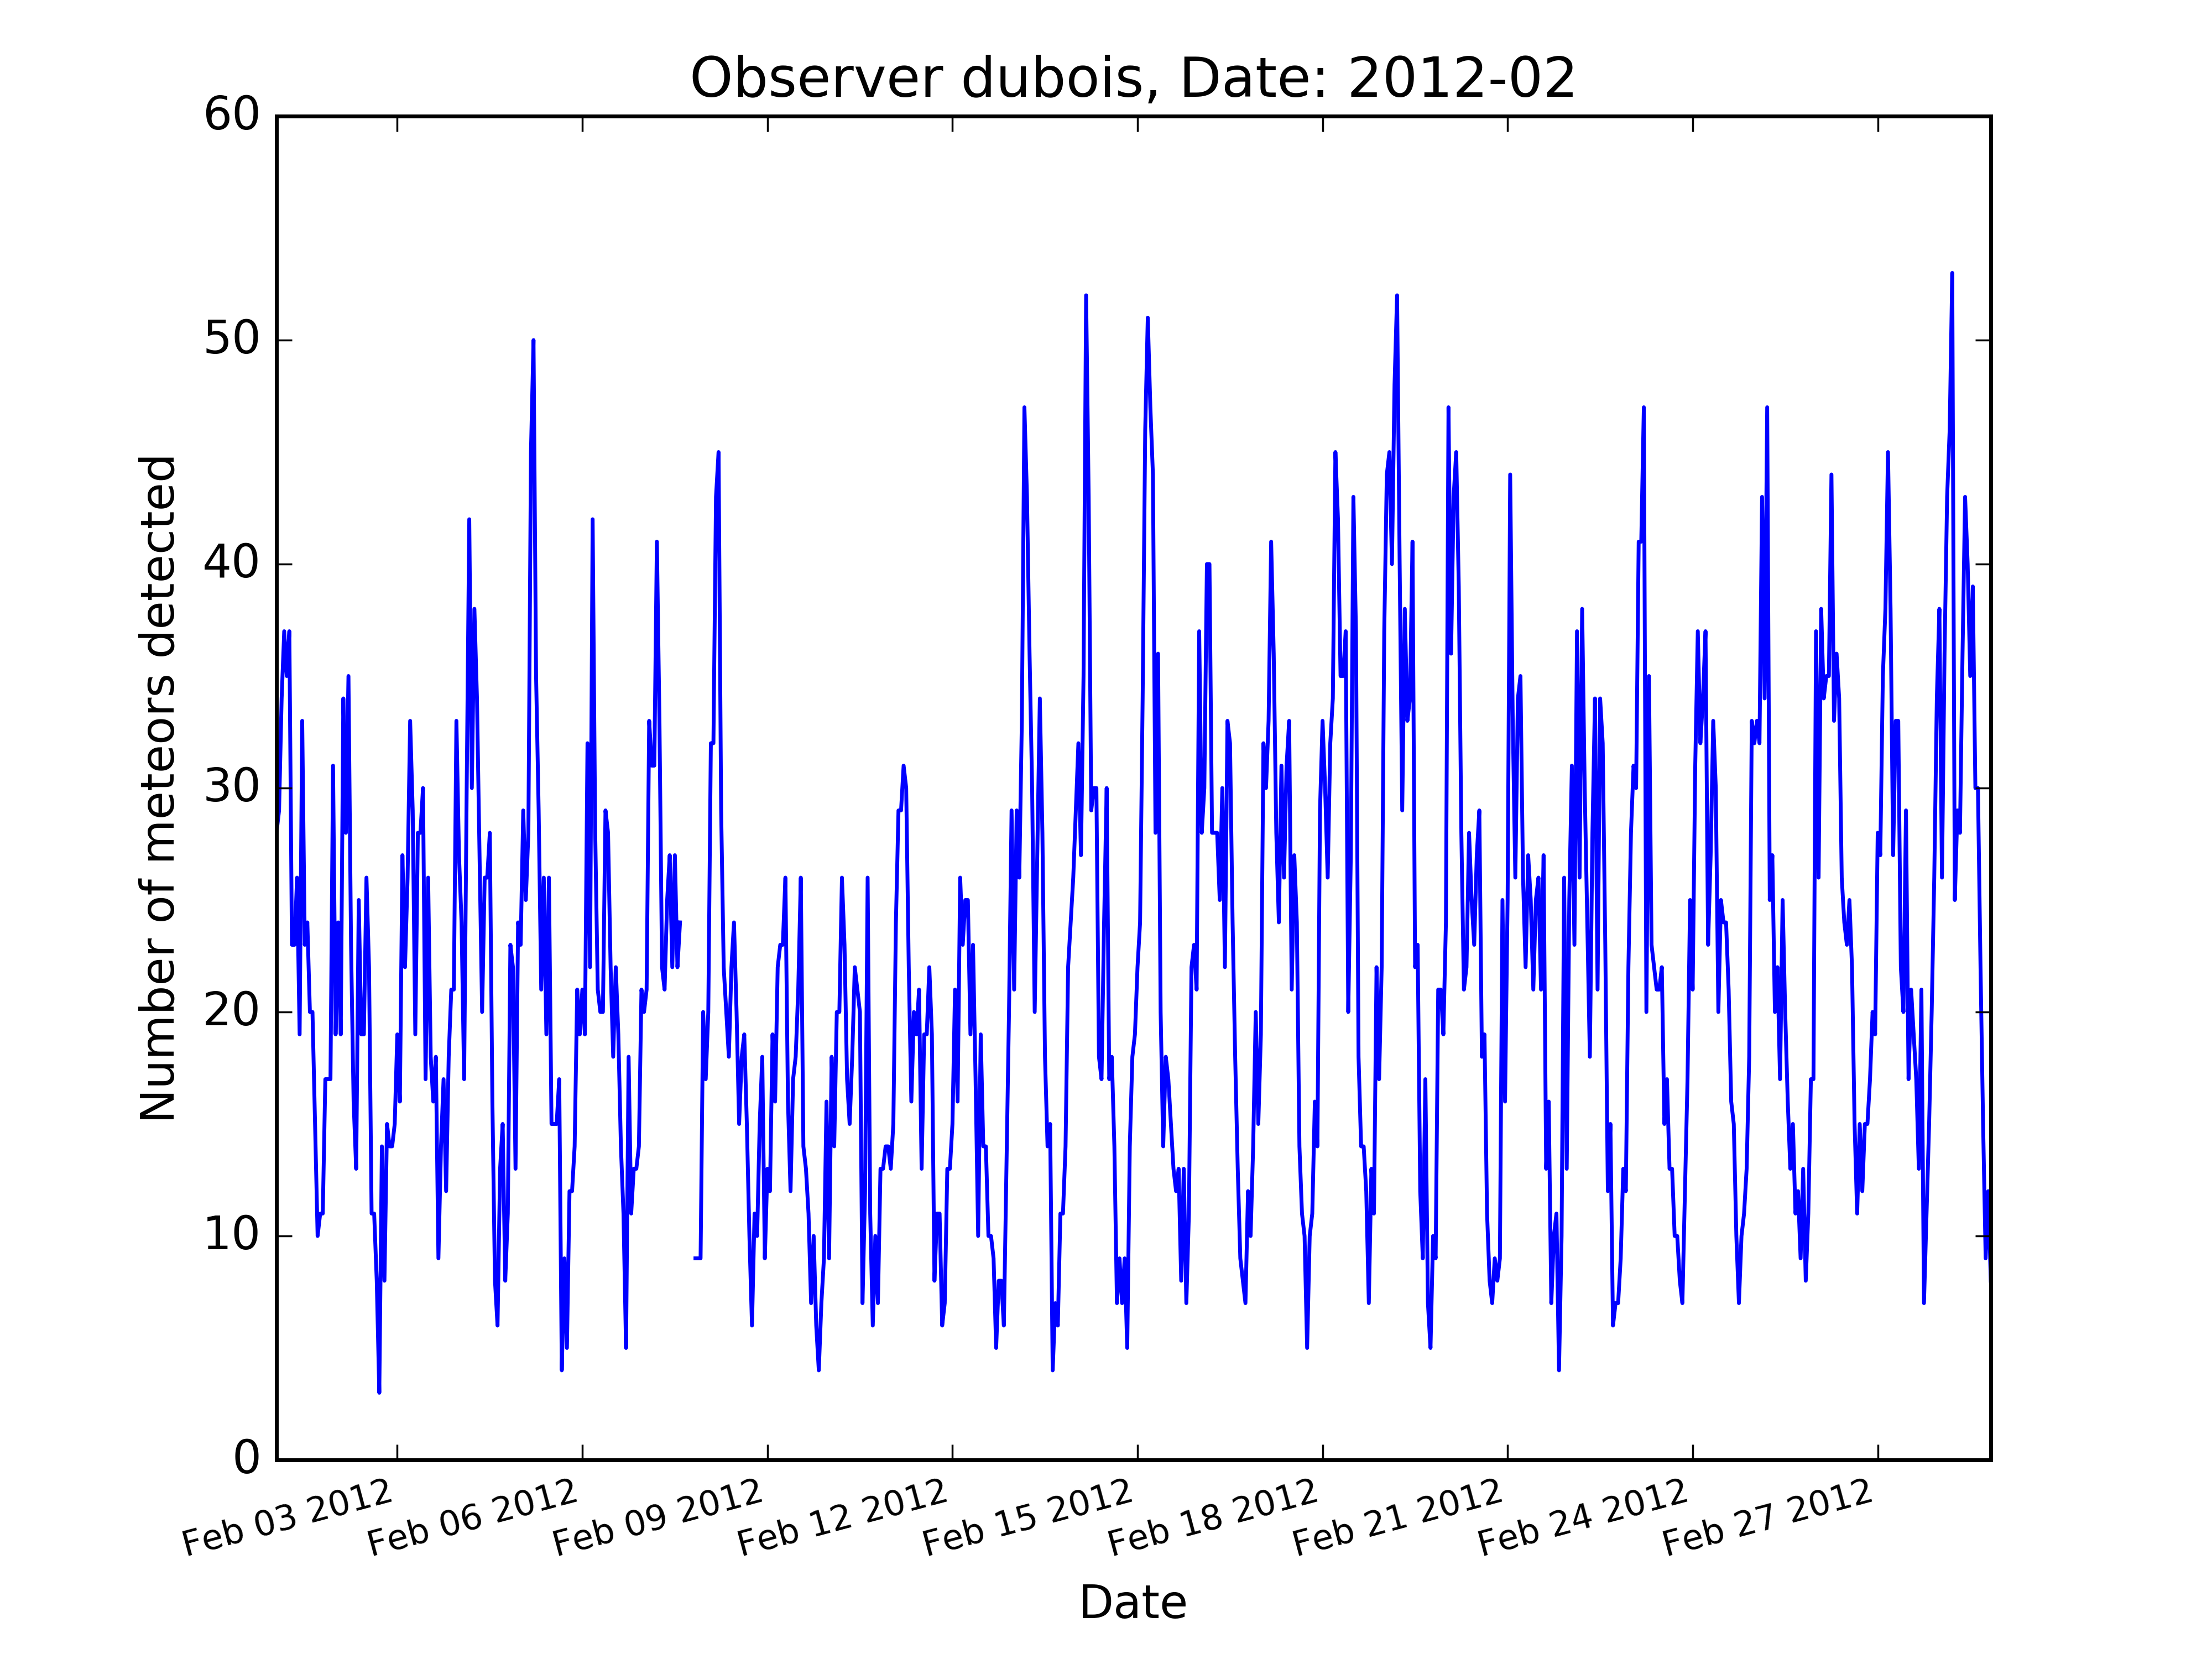 Observer dubois, Date: 2012-02
60
50
40
30
20
10
0
Number of meteors detected
Feb 03 2012
Feb 06 2012
Feb 09 2012
Feb 12 2012
Feb 15 2012
Feb 18 2012
Feb 21 2012
Feb 24 2012
Feb 27 2012
Date